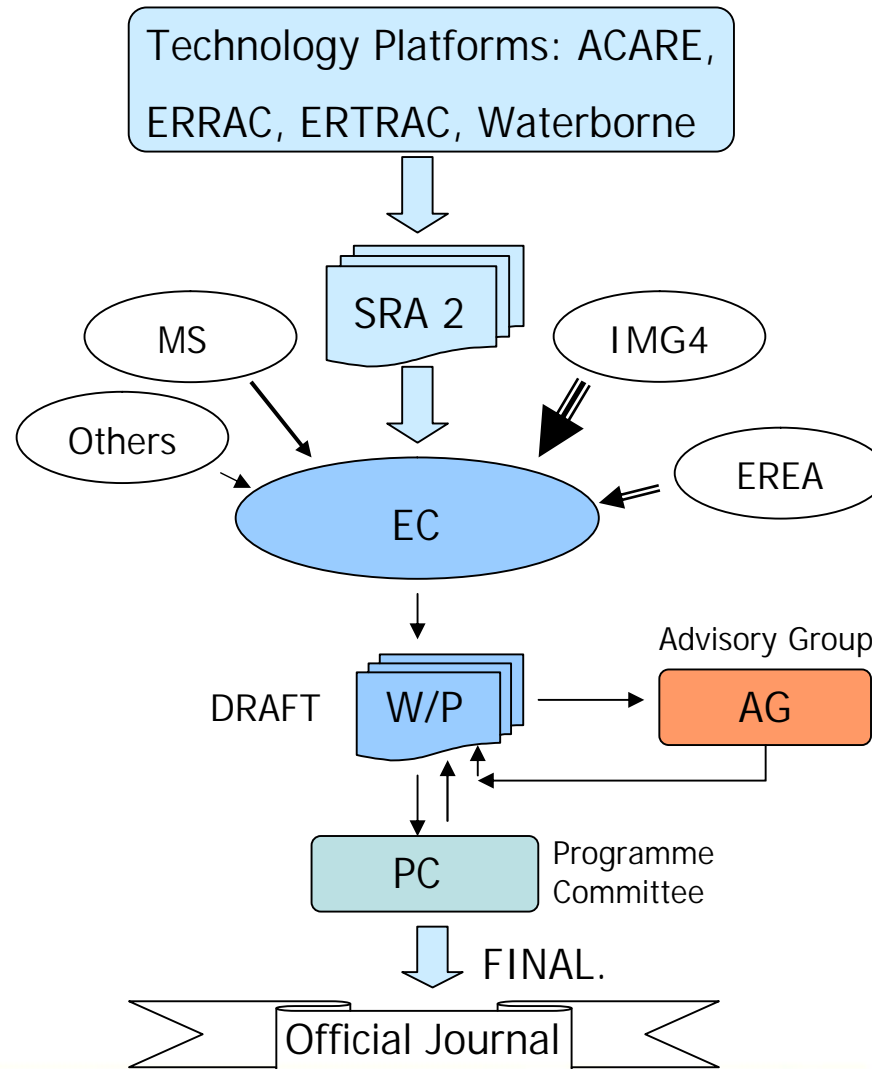 Technology Platforms: ACARE,
ERRAC, ERTRAC, Waterborne
SRA 2
MS
IMG4
Others
EREA
EC
Advisory Group
DRAFT
W/P
AG
PC
Programme
Committee
FINAL.
Official Journal